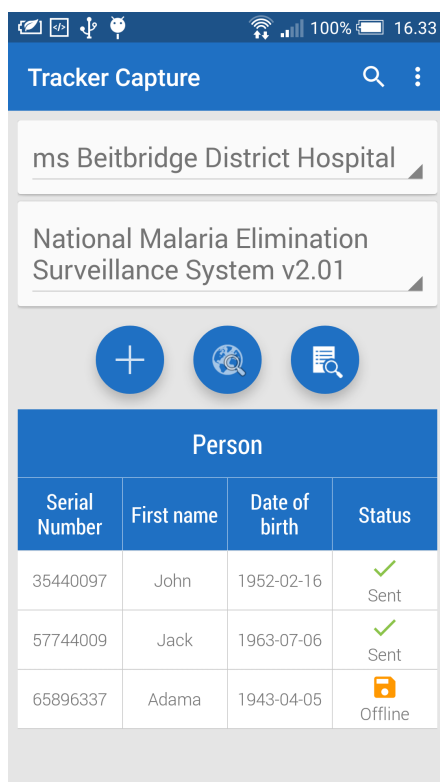 100% 16.33
Tracker Capture
ms Beitbridge District Hospital
National Malaria Elimination
Surveillance System v2.01
Person
Serial Number First name Date of birth Status
35440097 John 1952-02-16 Sent
57744009 Jack 1963-07-06 Sent
65896337 Adama 1943-04-05 Offline